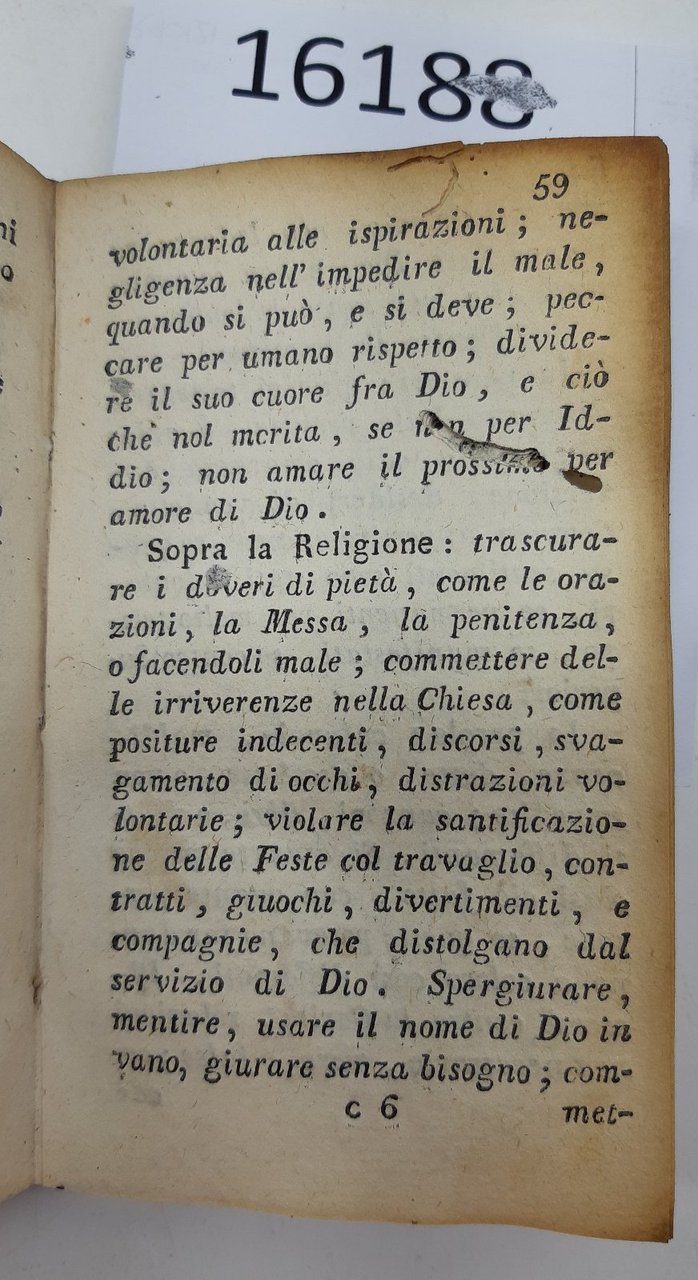 16188
59
volontaria alle ispirazioni ; ne-
gligenza nell' impedire il male ,
quando si può , e si deve ; pec-
care per umano rispetto ; divide-
re il suo cuore fra Dio , e ciò
che nol merita , se non per Id-
dio ; non amare il prossimo per
amore di Dio .
Sopra la Religione : trascura-
re i doveri di pietà , come le ora-
zioni , la Messa , la penitenza ,
o facendoli male ; commettere del-
le irriverenze nella Chiesa , come
positure indecenti , discorsi , sva-
gamento di occhi , distrazioni vo-
lontarie ; violare la santificazio-
ne delle Feste col travaglio , con-
tratti , giuochi , divertimenti , e
compagnie , che distolgano dal
servizio di Dio . Spergiurare ,
mentire , usare il nome di Dio in
vano, giurare senza bisogno ; com-
c 6
met-